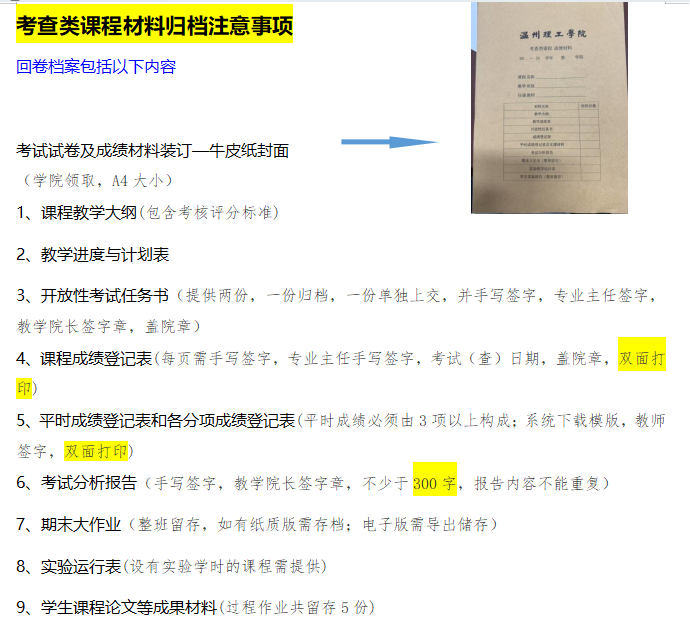 考查类课程材料归档注意事项
回卷档案包括以下内容
温州理工学院
考查类课程 成绩材料
考试试卷及成绩材料装订—牛皮纸封面
（学院领取，A4 大小）
1、课程教学大纲(包含考核评分标准)
2、教学进度与计划表
3、开放性考试任务书（提供两份，一份归档，一份单独上交，并手写签字，专业主任签字，
教学院长签字章，盖院章）
4、课程成绩登记表(每页需手写签字，专业主任手写签字，考试（查）日期，盖院章，双面打
印)
5、平时成绩登记表和各分项成绩登记表(平时成绩必须由 3 项以上构成；系统下载模版，教师
签字，双面打印)
6、考试分析报告（手写签字，教学院长签字章，不少于 300 字，报告内容不能重复）
7、期末大作业（整班留存，如有纸质版需存档；电子版需导出储存）
8、实验运行表(设有实验学时的课程需提供)
9、学生课程论文等成果材料(过程作业共留存 5 份)